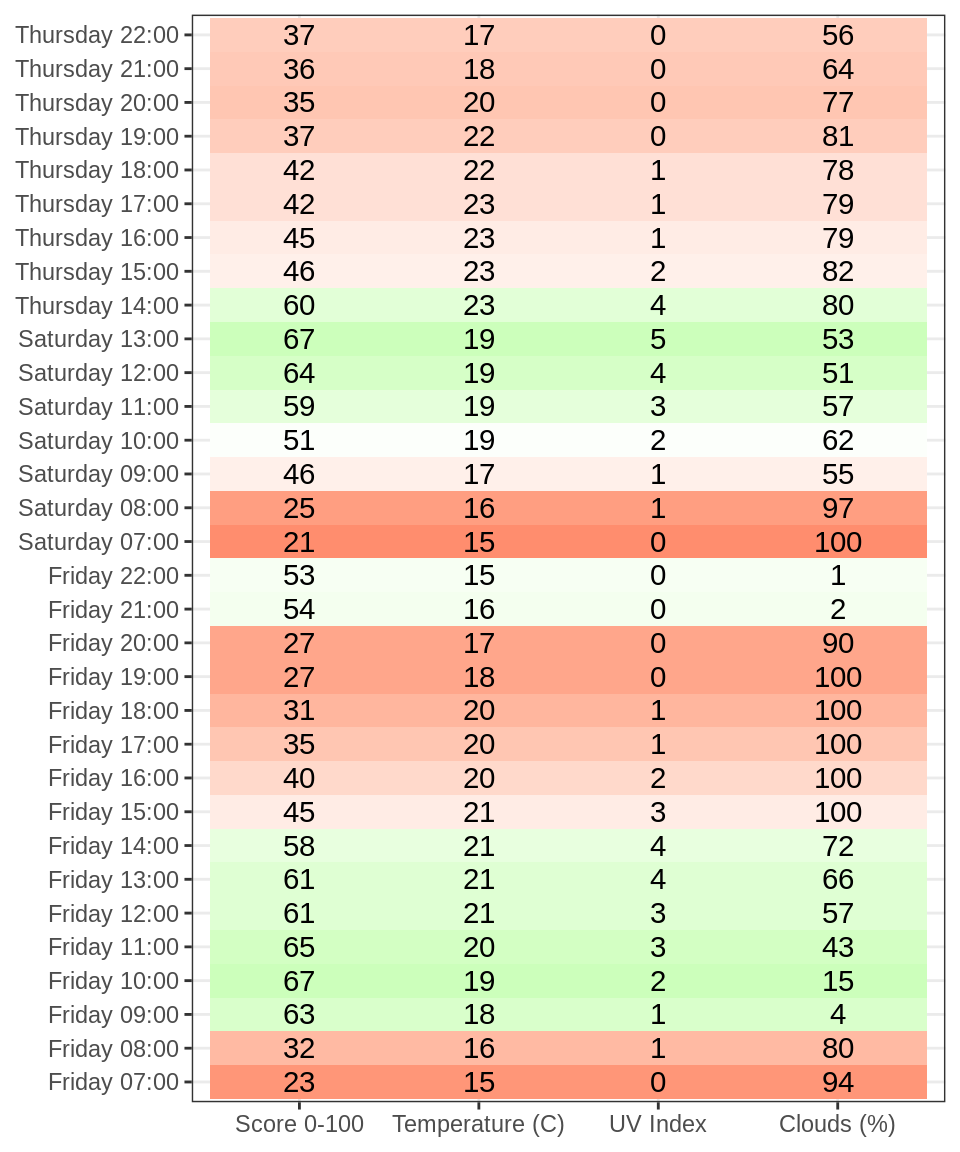 Thursday 22:00 37 17 0 56
Thursday 21:00 36 18 0 64
Thursday 20:00 35 20 0 77
Thursday 19:00 37 22 0 81
Thursday 18:00 42 22 1 78
Thursday 17:00 42 23 1 79
Thursday 16:00 45 23 1 79
Thursday 15:00 46 23 2 82
Thursday 14:00 60 23 4 80
Saturday 13:00 67 19 5 53
Saturday 12:00 64 19 4 51
Saturday 11:00 59 19 3 57
Saturday 10:00 51 19 2 62
Saturday 09:00 46 17 1 55
Saturday 08:00 25 16 1 97
Saturday 07:00 21 15 0 100
Friday 22:00 53 15 0 1
Friday 21:00 54 16 0 2
Friday 20:00 27 17 0 90
Friday 19:00 27 18 0 100
Friday 18:00 31 20 1 100
Friday 17:00 35 20 1 100
Friday 16:00 40 20 2 100
Friday 15:00 45 21 3 100
Friday 14:00 58 21 4 72
Friday 13:00 61 21 4 66
Friday 12:00 61 21 3 57
Friday 11:00 65 20 3 43
Friday 10:00 67 19 2 15
Friday 09:00 63 18 1 4
Friday 08:00 32 16 1 80
Friday 07:00 23 15 0 94
Score 0-100 Temperature (C) UV Index Clouds (%)